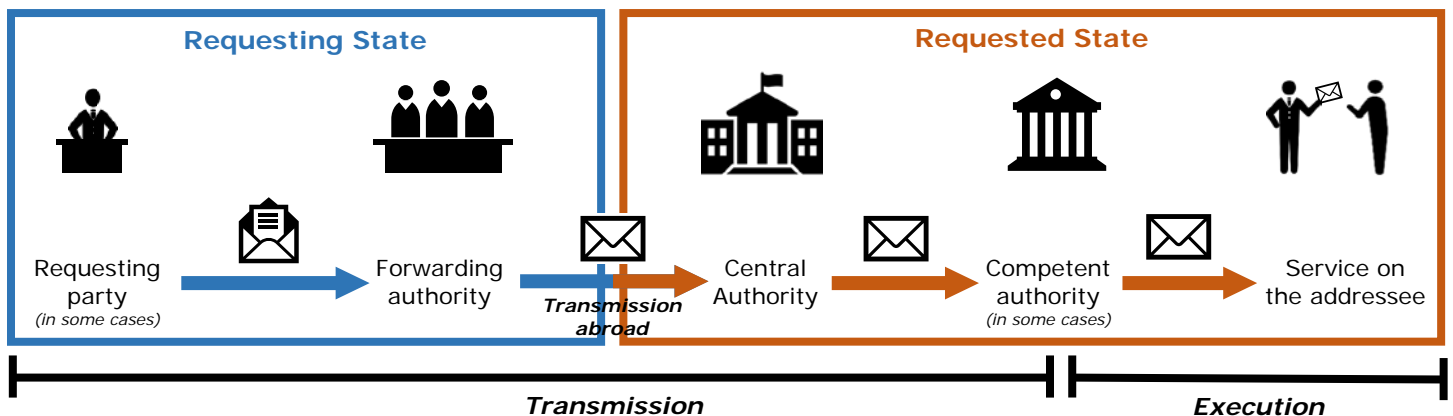 Requesting State
Requested State
Requesting
party
(in some cases)
Forwarding
authority
Transmission
abroad
Central
Authority
Competent
authority
(in some cases)
Service on
the addressee
Transmission
Execution